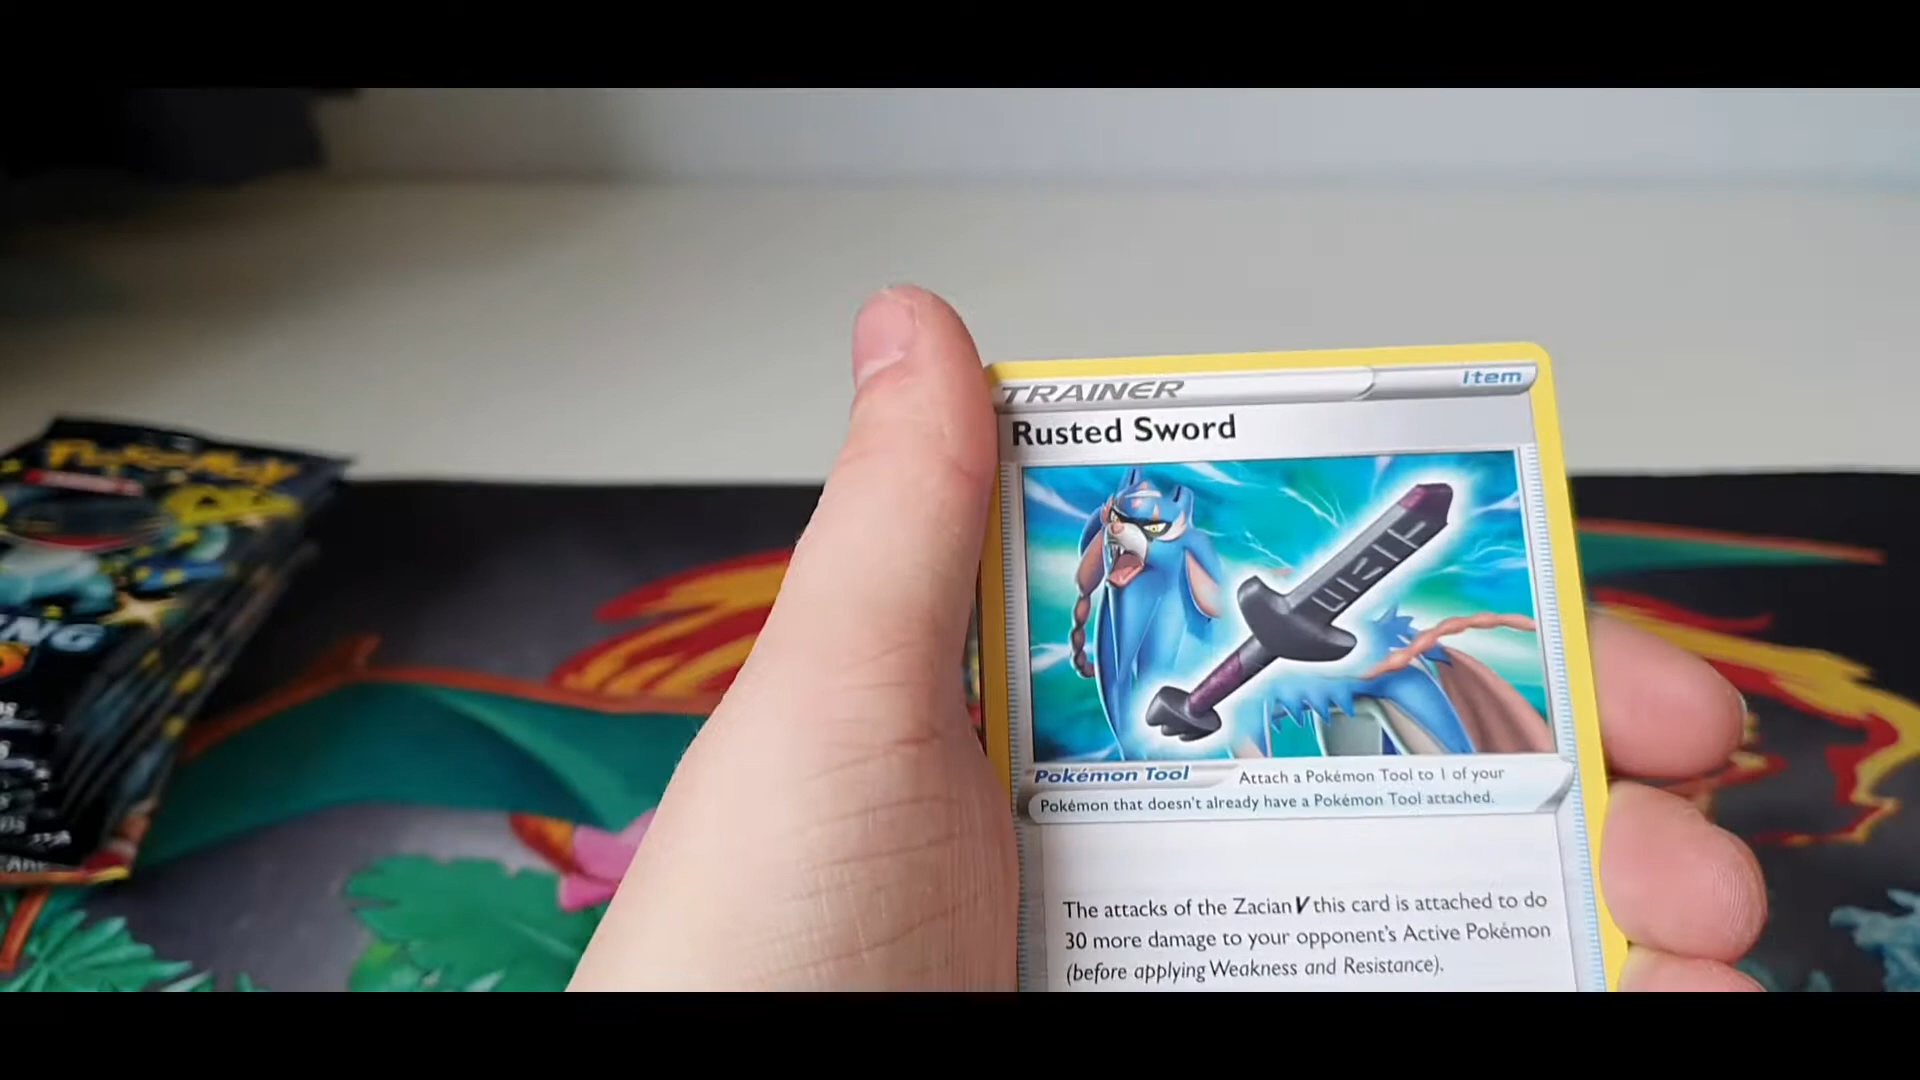 TRAINER
Item
Rusted Sword
Pokémon Tool
Attach a Pokémon Tool to 1 of your
Pokémon that doesn't already have a Pokémon Tool attached.
The attacks of the Zacian V this card is attached to do
30 more damage to your opponent's Active Pokémon
(before applying Weakness and Resistance).
Pokémon